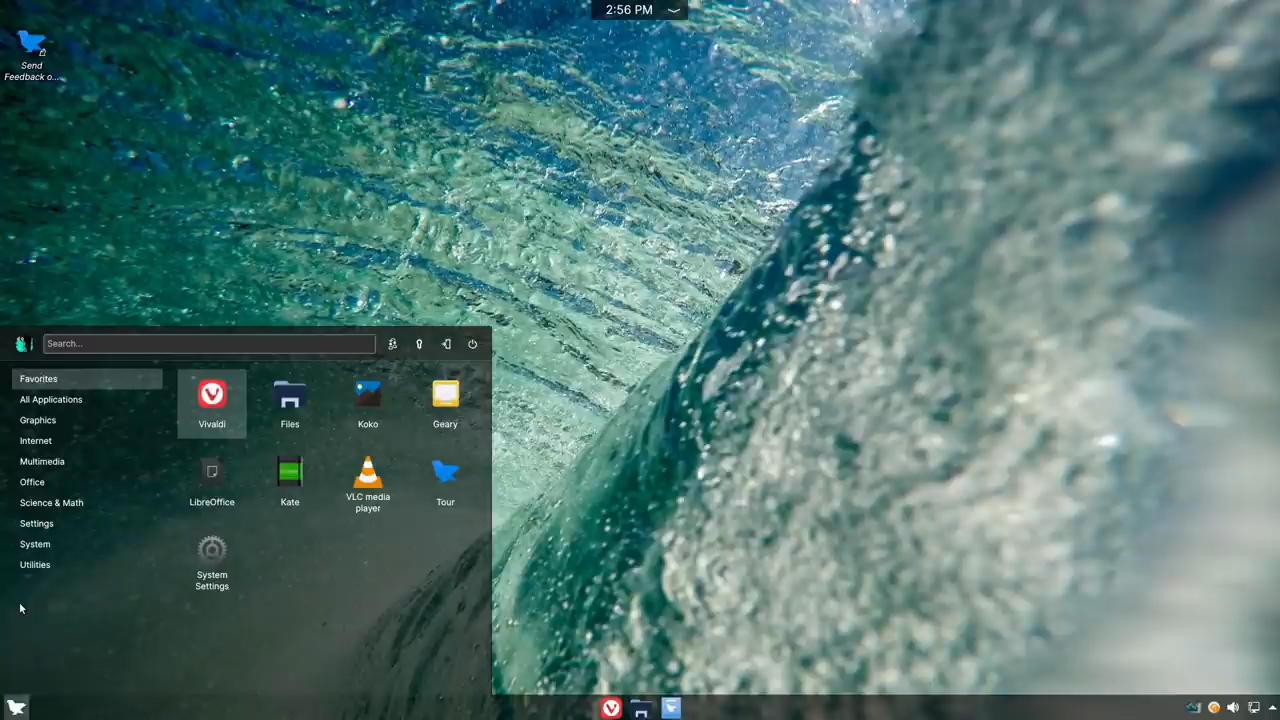 2:56 PM
Send
Feedback o...
Search...
Favorites
All Applications
Graphics
Internet
Multimedia
Office
Science & Math
Settings
System
Utilities
Vivaldi
Files
Koko
Geary
LibreOffice
Kate
VLC media
player
Tour
System
Settings